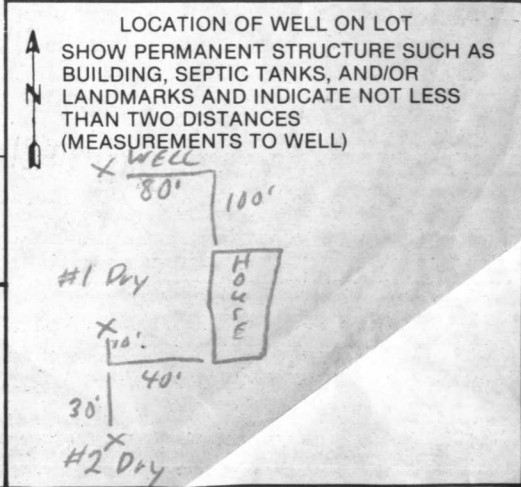 LOCATION OF WELL ON LOT
SHOW PERMANENT STRUCTURE SUCH AS
BUILDING, SEPTIC TANKS, AND/OR
N LANDMARKS AND INDICATE NOT LESS
THAN TWO DISTANCES
(MEASUREMENTS TO WELL)
X WELL
80'
100'
HOUSE
#1 Dry
X
10'
40'
30'
X
#2 Dry